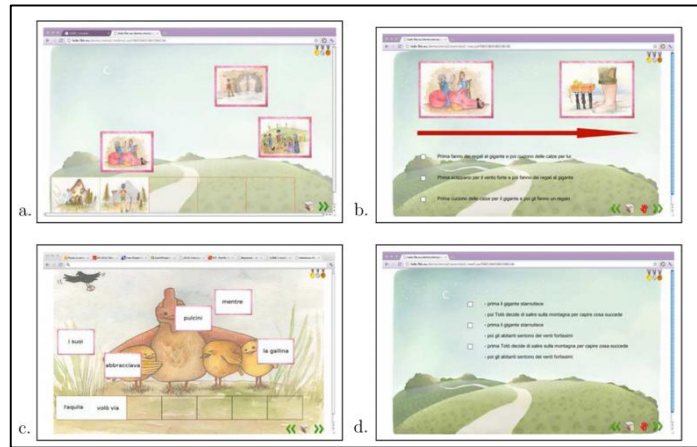 a.
b.
Prima fanno dei regali al gigante e poi cuciono delle calze per lui
Prima scappano per il vento forte e poi fanno dei regali al gigante
Prima cuciono delle calze per il gigante e poi gli fanno un regalo
c.
mentre
pulcini
i suoi
la gallina
abbracciava
l'aquila
volò via
d.
- prima il gigante starnutisce
- poi Totò decide di salire sulla montagna per capire cosa succede
- prima il gigante starnutisce
- poi gli abitanti sentono dei venti fortissimi
- prima Totò decide di salire sulla montagna per capire cosa succede
- poi gli abitanti sentono dei venti fortissimi